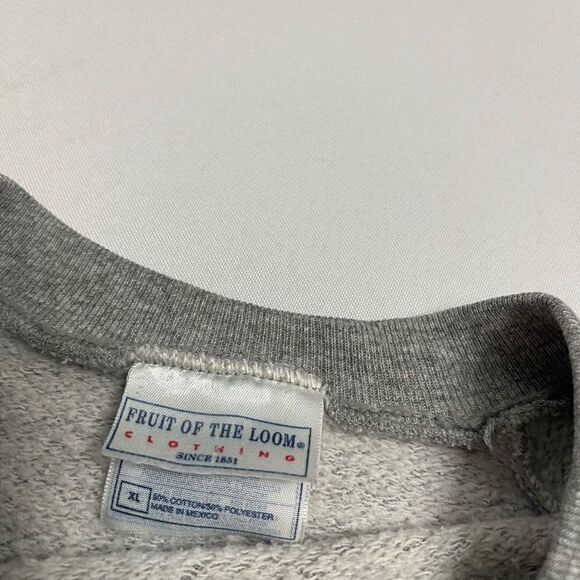 FRUIT OF THE LOOM®
CLOTHING
SINCE 1851
XL
50% COTTON/50% POLYESTER
MADE IN MEXICO